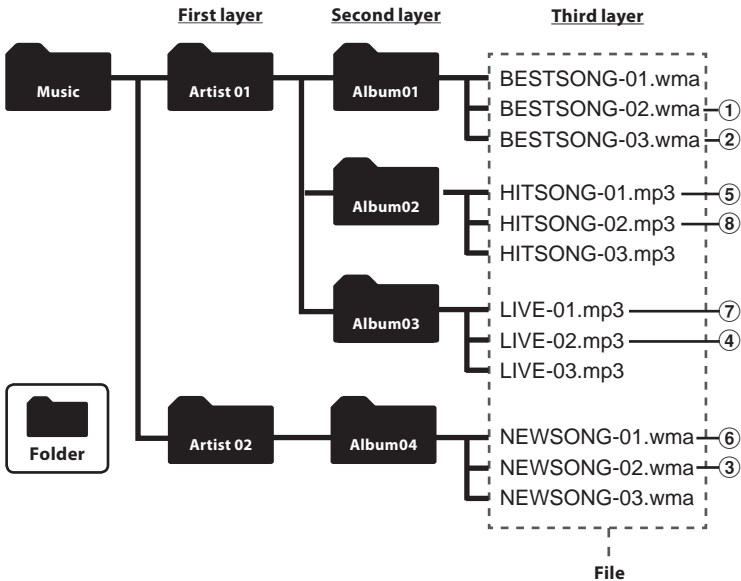 First layer
Second layer
Third layer
Music
Artist 01
Album01
BESTSONG-01.wma
BESTSONG-02.wma ①
BESTSONG-03.wma ②
Album02
HITSONG-01.mp3 ⑤
HITSONG-02.mp3 ⑧
HITSONG-03.mp3
Album03
LIVE-01.mp3 ⑦
LIVE-02.mp3 ④
LIVE-03.mp3
Folder
Artist 02
Album04
NEWSONG-01.wma ⑥
NEWSONG-02.wma ③
NEWSONG-03.wma
File